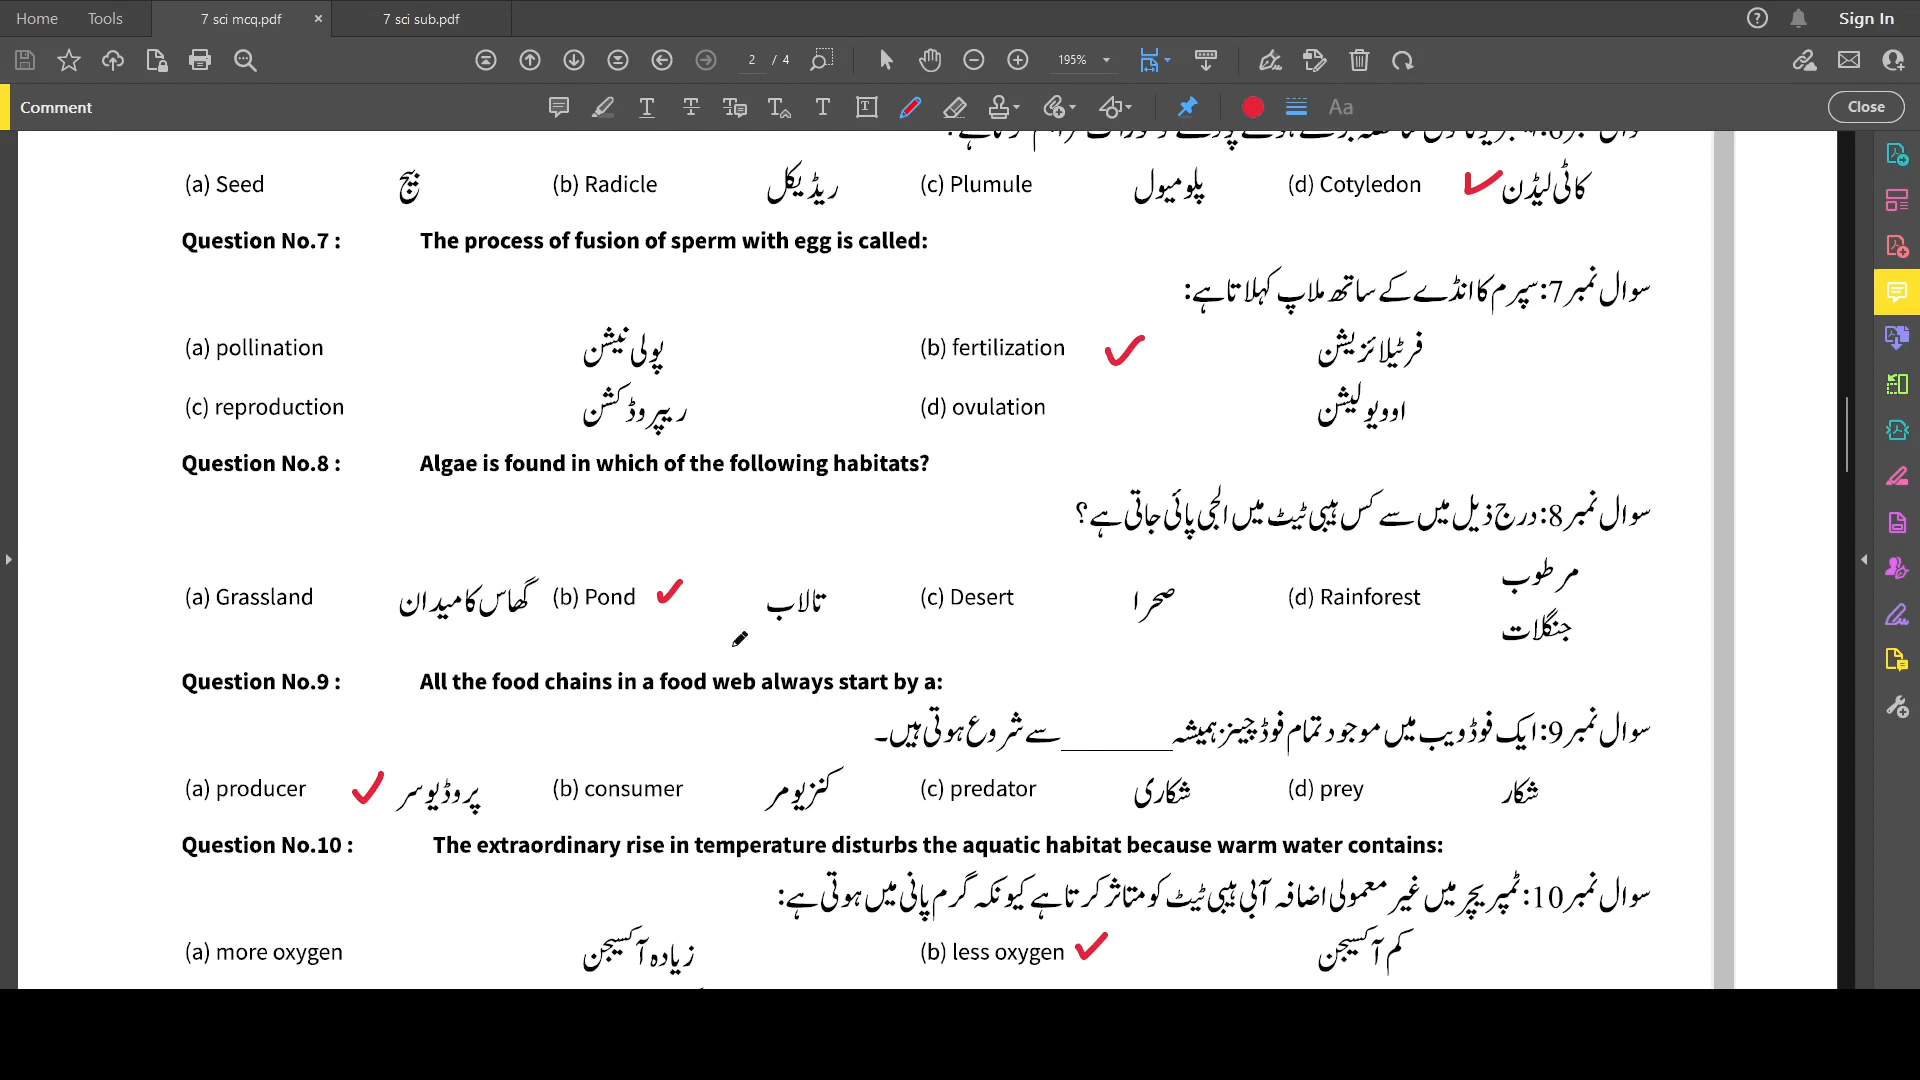 Home Tools 7 sci mcq.pdf × 7 sci sub.pdf Sign In
2 / 4 195%
Comment Close
(a) Seed بیج (b) Radicle ریڈیکل (c) Plumule پلومیول (d) Cotyledon کاٹی لیڈن
Question No.7 : The process of fusion of sperm with egg is called:
سوال نمبر 7: سپرم کا انڈے کے ساتھ ملاپ کہلاتا ہے:
(a) pollination پولی نیشن (b) fertilization فرٹیلائزیشن
(c) reproduction ریپروڈکشن (d) ovulation اوویولیشن
Question No.8 : Algae is found in which of the following habitats?
سوال نمبر 8: درج ذیل میں سے کس ہیبی ٹیٹ میں الجی پائی جاتی ہے؟
(a) Grassland گھاس کا میدان (b) Pond تالاب (c) Desert صحرا (d) Rainforest مرطوب
جنگلات
Question No.9 : All the food chains in a food web always start by a:
سوال نمبر 9: ایک فوڈ ویب میں موجود تمام فوڈ چینز ہمیشہ ________ سے شروع ہوتی ہیں۔
(a) producer پروڈیوسر (b) consumer کنزیومر (c) predator شکاری (d) prey شکار
Question No.10 : The extraordinary rise in temperature disturbs the aquatic habitat because warm water contains:
سوال نمبر 10: ٹمپریچر میں غیر معمولی اضافہ آبی ہیبی ٹیٹ کو متاثر کرتا ہے کیونکہ گرم پانی میں ہوتی ہے:
(a) more oxygen زیادہ آکسیجن (b) less oxygen کم آکسیجن